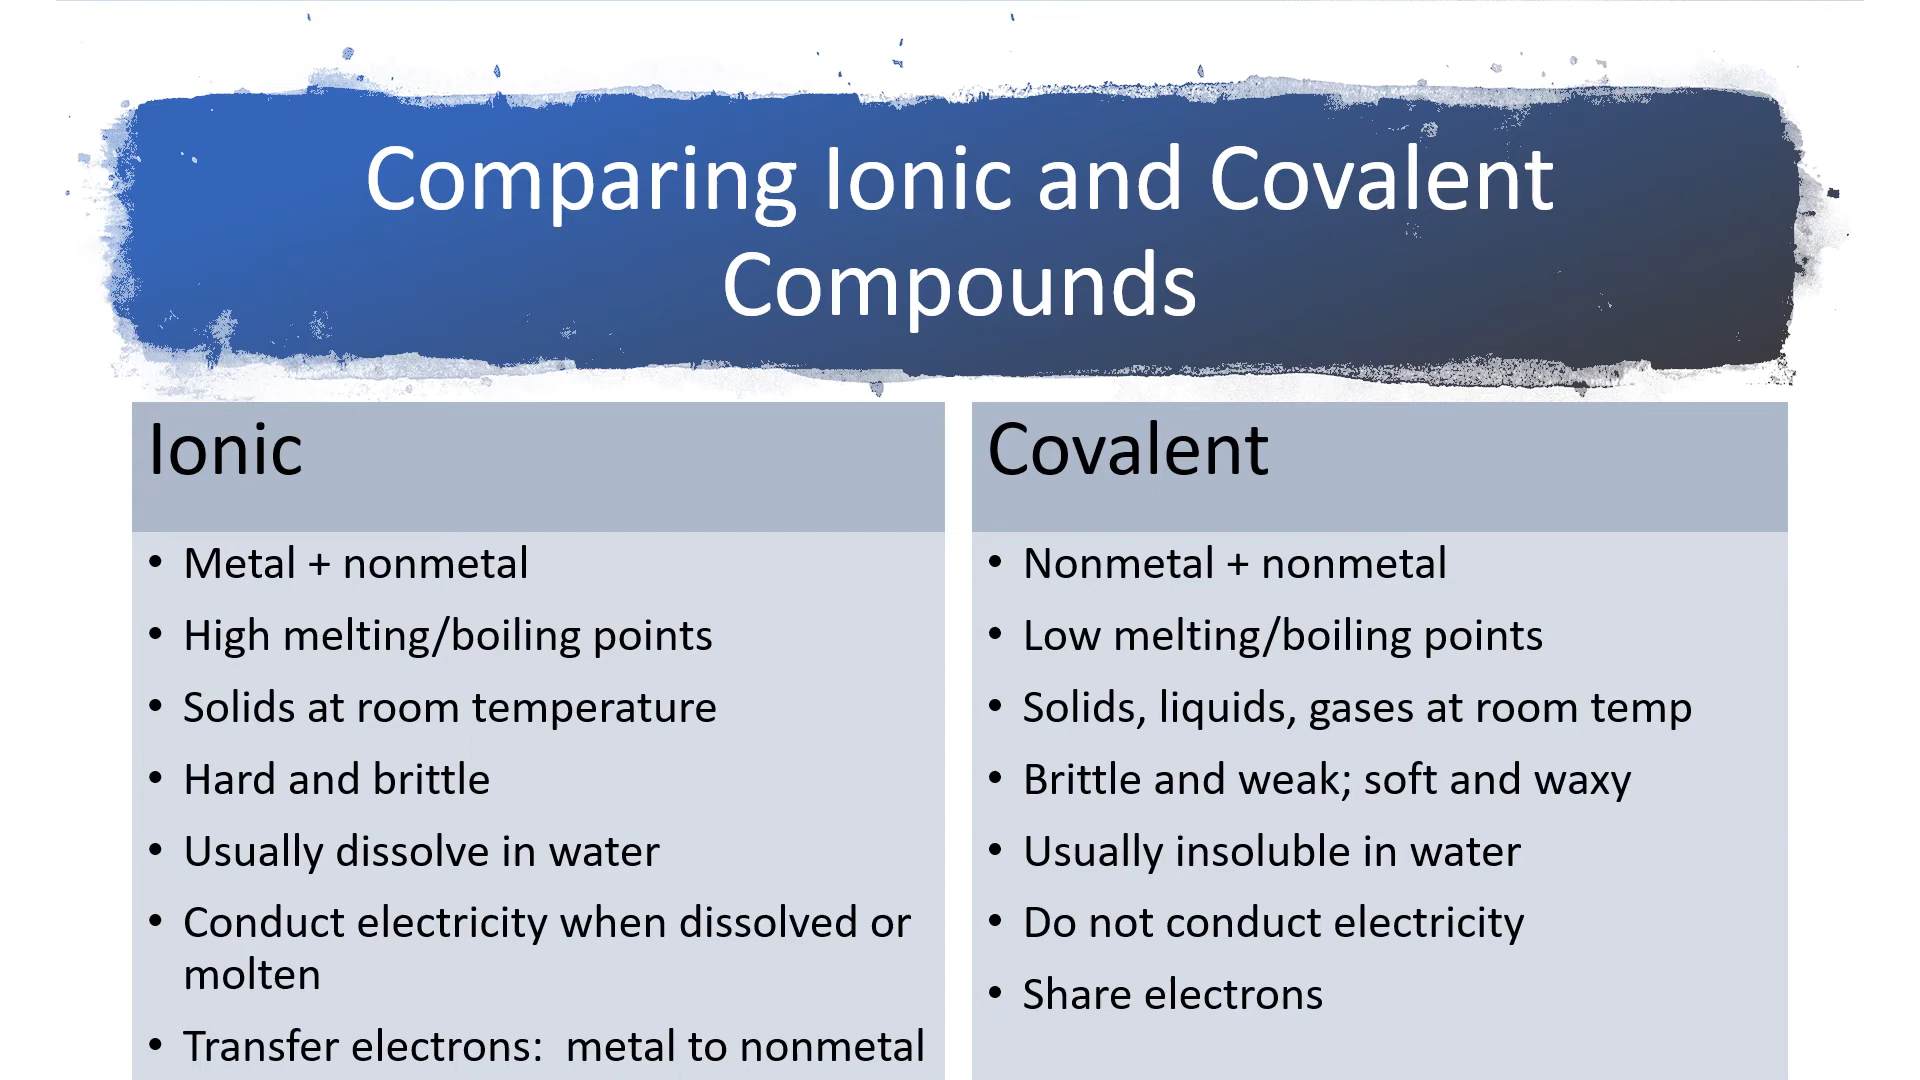 Comparing Ionic and Covalent
Compounds
Ionic
• Metal + nonmetal
• High melting/boiling points
• Solids at room temperature
• Hard and brittle
• Usually dissolve in water
• Conduct electricity when dissolved or
molten
• Transfer electrons:  metal to nonmetal
Covalent
• Nonmetal + nonmetal
• Low melting/boiling points
• Solids, liquids, gases at room temp
• Brittle and weak; soft and waxy
• Usually insoluble in water
• Do not conduct electricity
• Share electrons